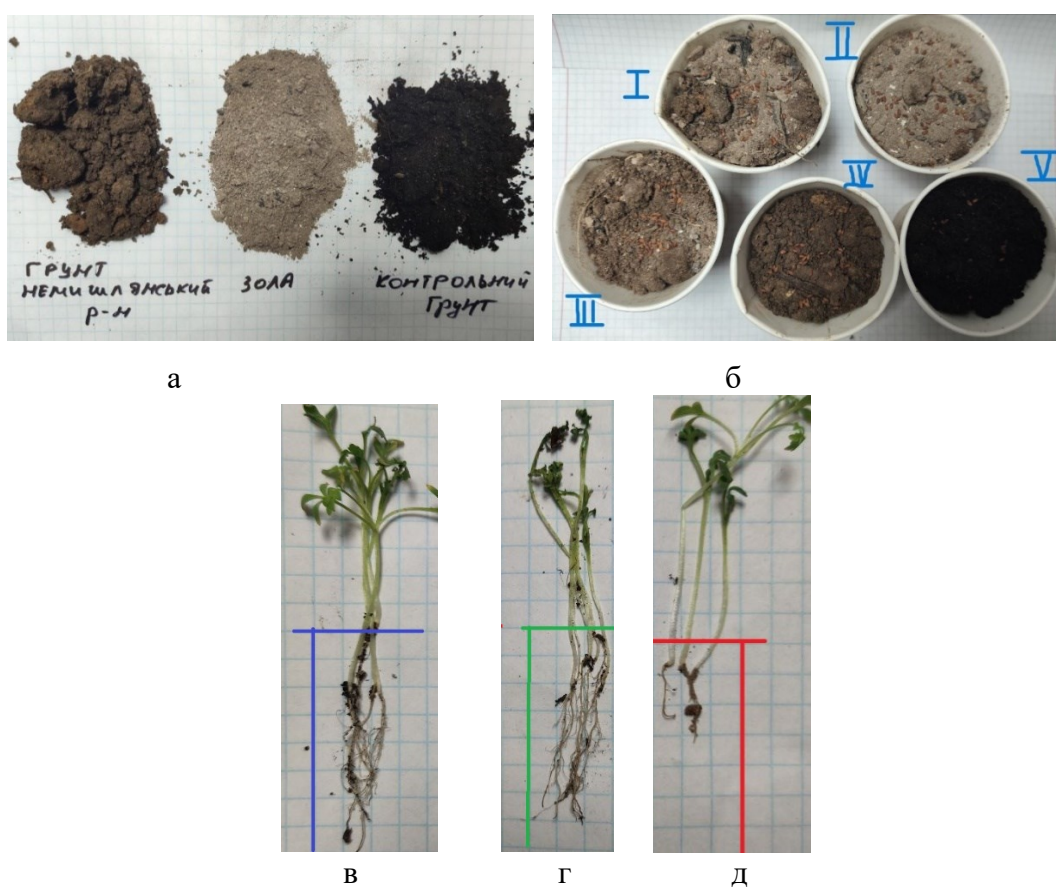 ГРУНТ
НЕМИШЛЯНСЬКИЙ
Р-Н
ЗОЛА
КОНТРОЛЬНИЙ
ГРУНТ
I
II
III
IV
V
а
б
в
г
д